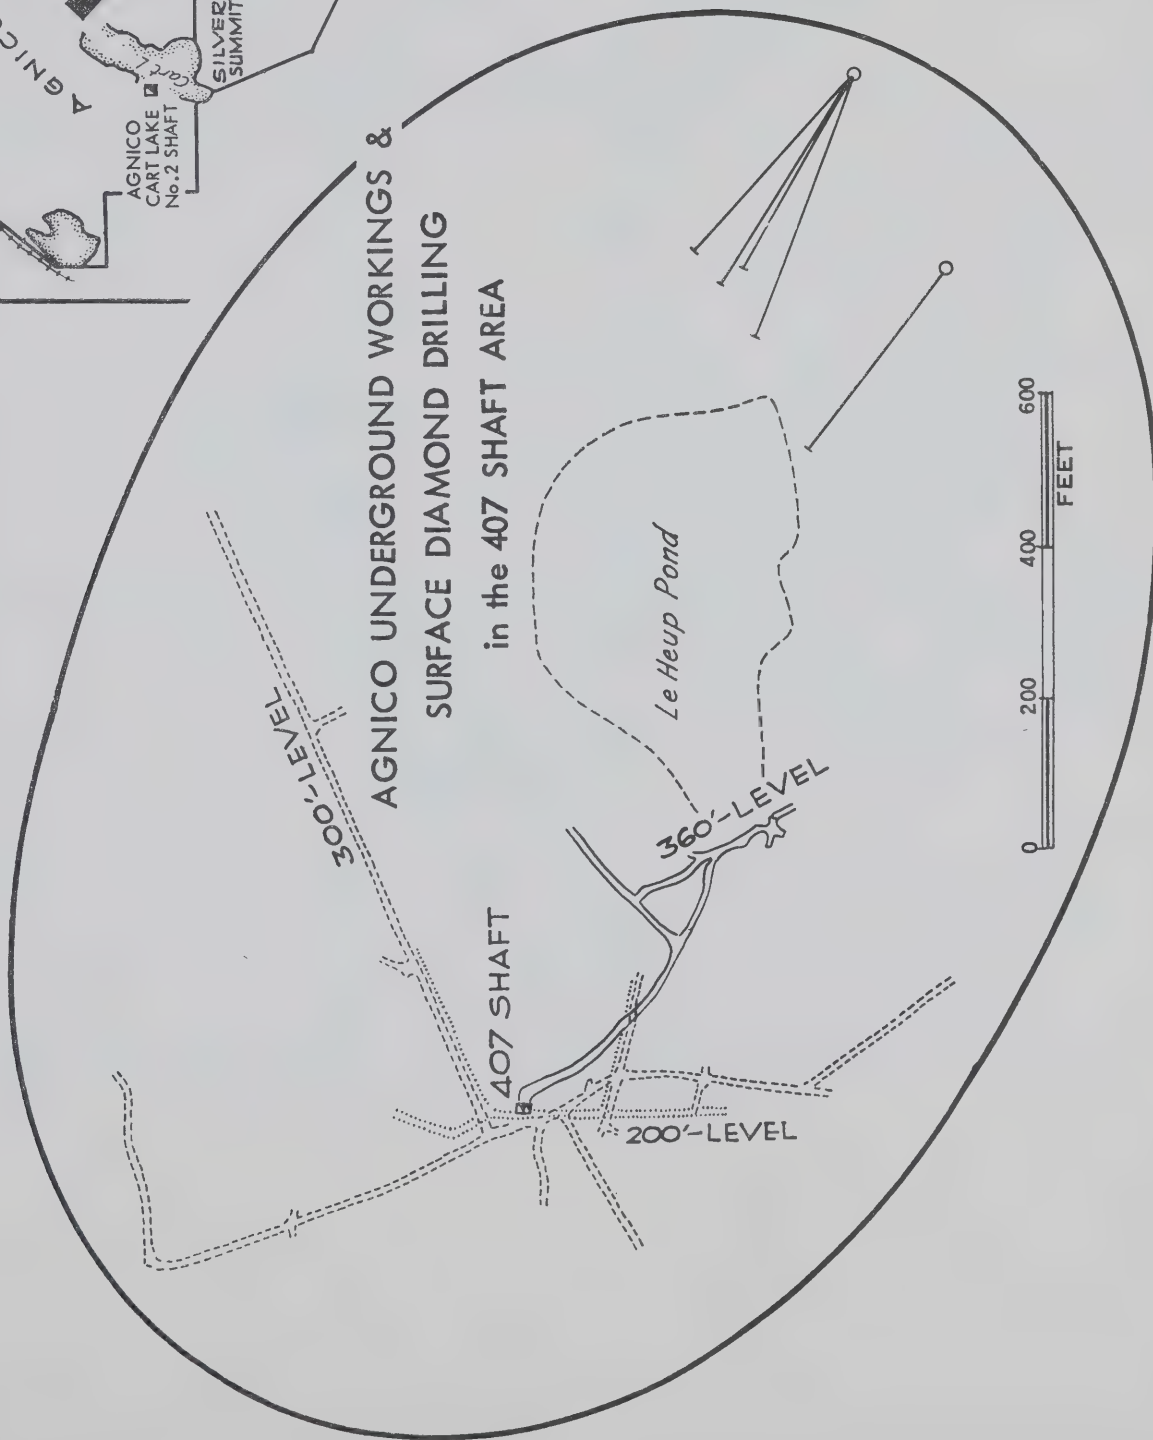 AGNICO
Cart L.
SILVER
SUMMIT
AGNICO
CART LAKE
No.2 SHAFT
AGNICO UNDERGROUND WORKINGS &
SURFACE DIAMOND DRILLING
in the 407 SHAFT AREA
300'-LEVEL
407 SHAFT
Le Heup Pond
360'-LEVEL
200'-LEVEL
0 200 400 600
FEET